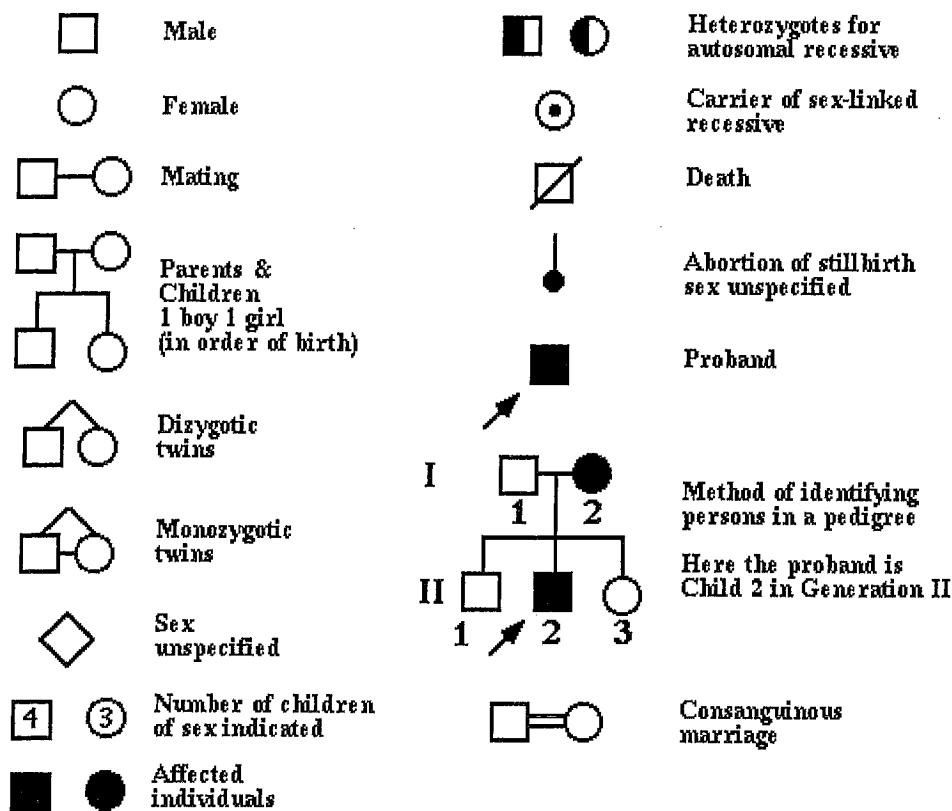 Male
Female
Mating
Parents &
Children
1 boy 1 girl
(in order of birth)
Dizygotic
twins
Monozygotic
twins
Sex
unspecified
4
3
Number of children
of sex indicated
Affected
individuals
Heterozygotes for
autosomal recessive
Carrier of sex-linked
recessive
Death
Abortion of stillbirth
sex unspecified
Proband
I
1 2
II
1 2 3
Method of identifying
persons in a pedigree
Here the proband is
Child 2 in Generation II
Consanguinous
marriage